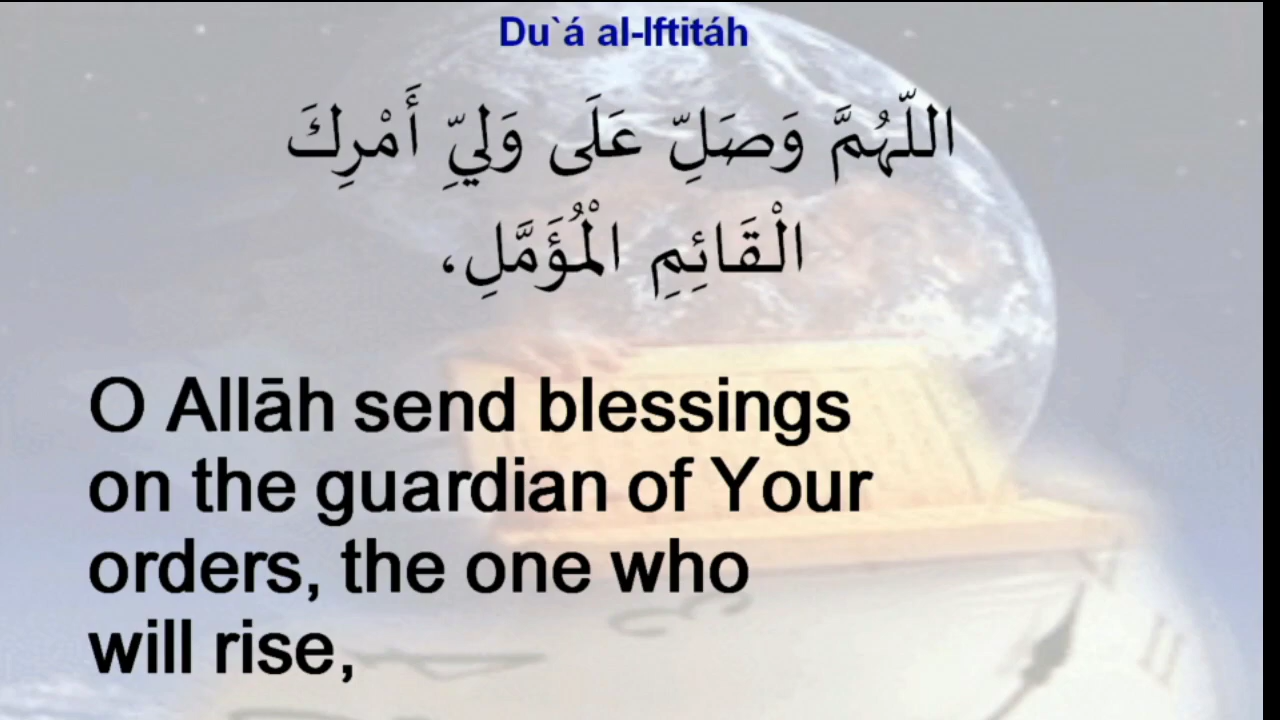 Du`á al-Iftitáh
اللّهُمَّ وَصَلِّ عَلَى وَلِيِّ أَمْرِكَ
الْقَائِمِ الْمُؤَمَّلِ،
O Allāh send blessings
on the guardian of Your
orders, the one who
will rise,